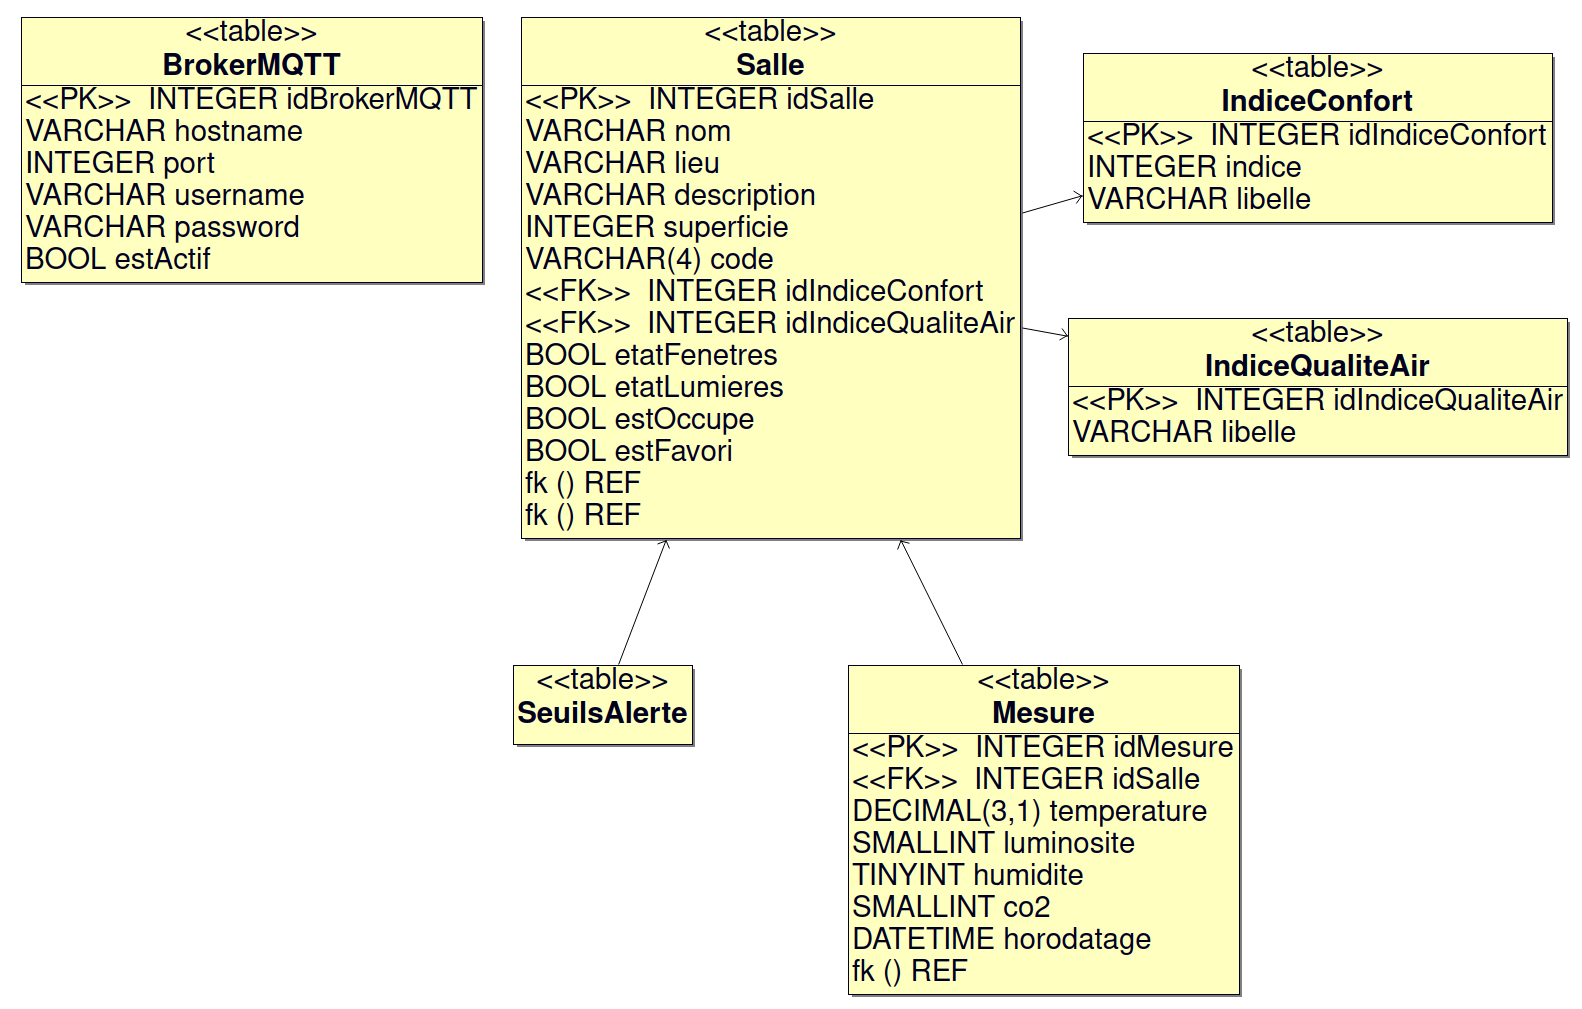 <<table>>
BrokerMQTT
<<PK>> INTEGER idBrokerMQTT
VARCHAR hostname
INTEGER port
VARCHAR username
VARCHAR password
BOOL estActif
<<table>>
Salle
<<PK>> INTEGER idSalle
VARCHAR nom
VARCHAR lieu
VARCHAR description
INTEGER superficie
VARCHAR(4) code
<<FK>> INTEGER idIndiceConfort
<<FK>> INTEGER idIndiceQualiteAir
BOOL etatFenetres
BOOL etatLumieres
BOOL estOccupe
BOOL estFavori
fk () REF
fk () REF
<<table>>
IndiceConfort
<<PK>> INTEGER idIndiceConfort
INTEGER indice
VARCHAR libelle
<<table>>
IndiceQualiteAir
<<PK>> INTEGER idIndiceQualiteAir
VARCHAR libelle
<<table>>
SeuilsAlerte
<<table>>
Mesure
<<PK>> INTEGER idMesure
<<FK>> INTEGER idSalle
DECIMAL(3,1) temperature
SMALLINT luminosite
TINYINT humidite
SMALLINT co2
DATETIME horodatage
fk () REF